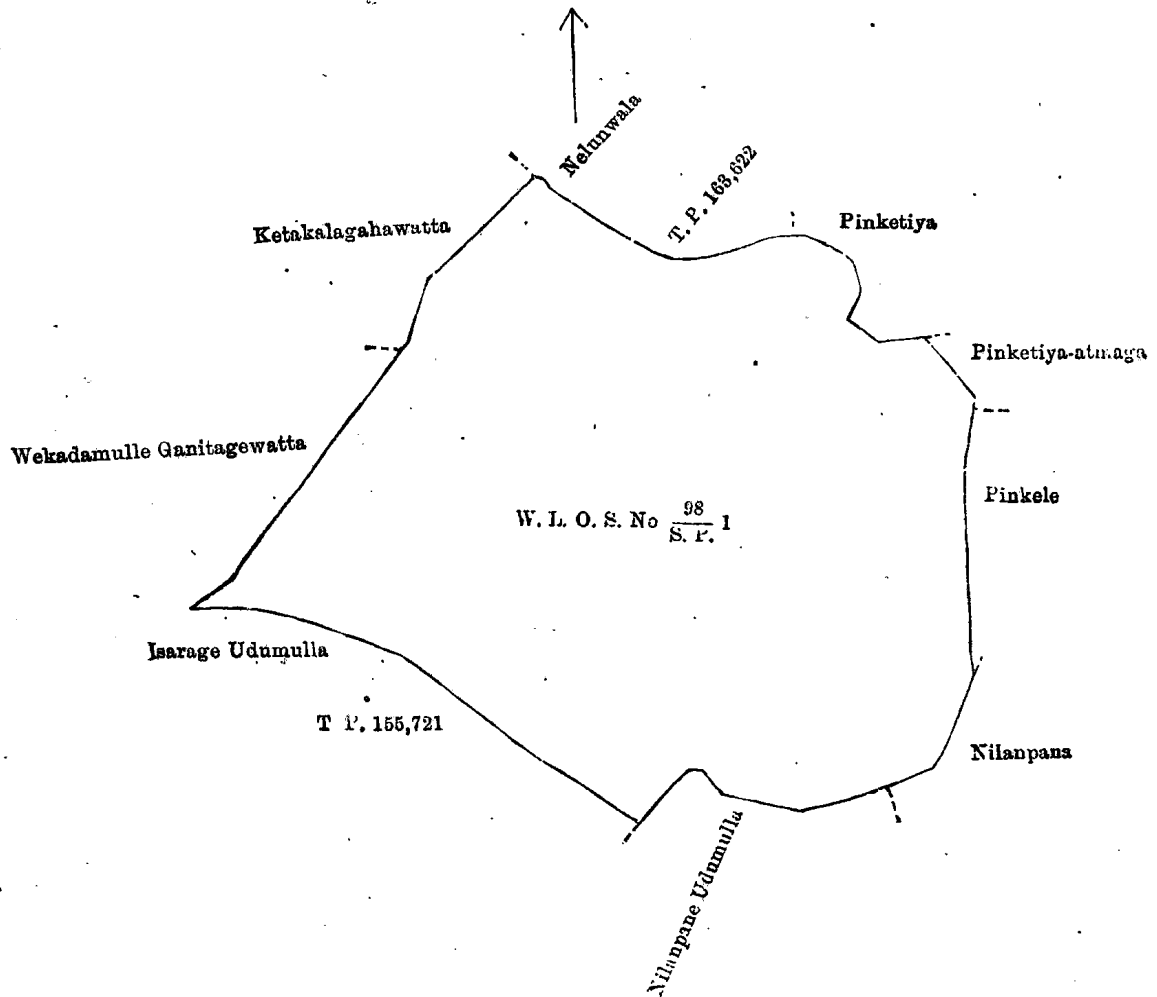 Nelunwala
T. P. 163,622
Ketakalagahawatta
Pinketiya
Pinketiya-atmaga
Wekadamulle Ganitagewatta
Pinkele
W. L. O. S. No 98/S. P. 1
Isarage Udumulla
T P. 155,721
Nilanpana
Nilanpane Udumulla